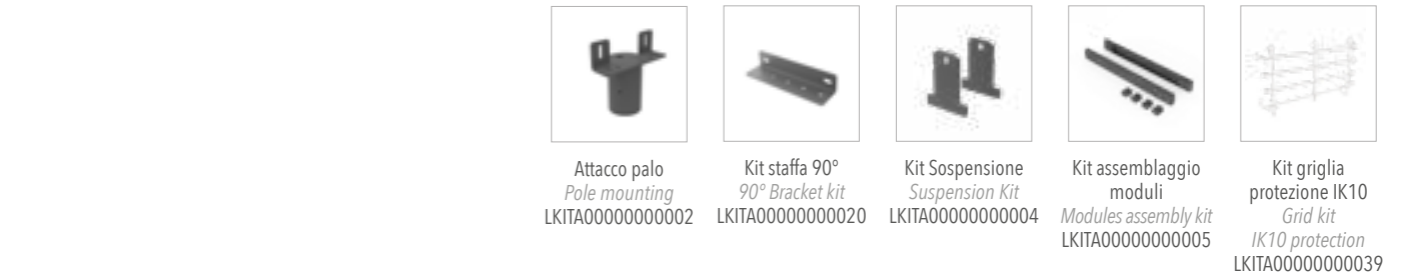 Attacco palo
Pole mounting
LKITA00000000002
Kit staffa 90°
90° Bracket kit
LKITA00000000020
Kit Sospensione
Suspension Kit
LKITA00000000004
Kit assemblaggio
moduli
Modules assembly kit
LKITA00000000005
Kit griglia
protezione IK10
Grid kit
IK10 protection
LKITA00000000039